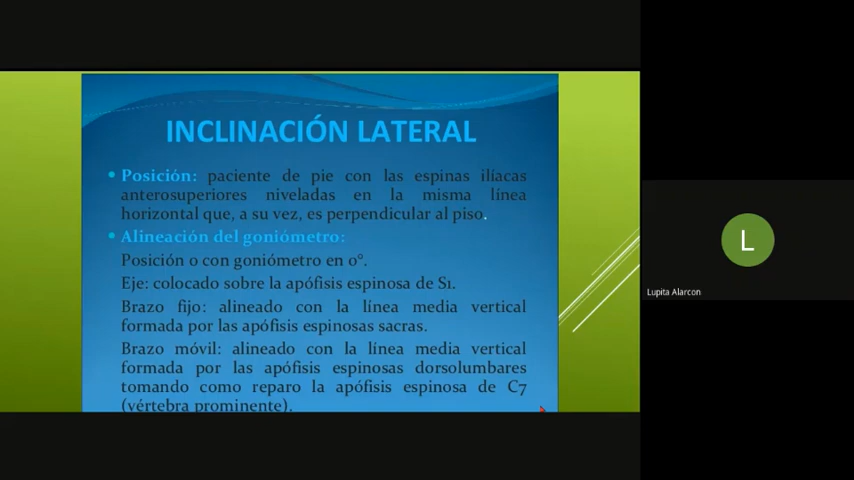 INCLINACIÓN LATERAL
• Posición: paciente de pie con las espinas ilíacas
anterosuperiores niveladas en la misma línea
horizontal que, a su vez, es perpendicular al piso.
• Alineación del goniómetro:
Posición 0 con goniómetro en 0°.
Eje: colocado sobre la apófisis espinosa de S1.
Brazo fijo: alineado con la línea media vertical
formada por las apófisis espinosas sacras.
Brazo móvil: alineado con la línea media vertical
formada por las apófisis espinosas dorsolumbares
tomando como reparo la apófisis espinosa de C7
(vértebra prominente).
L
Lupita Alarcon